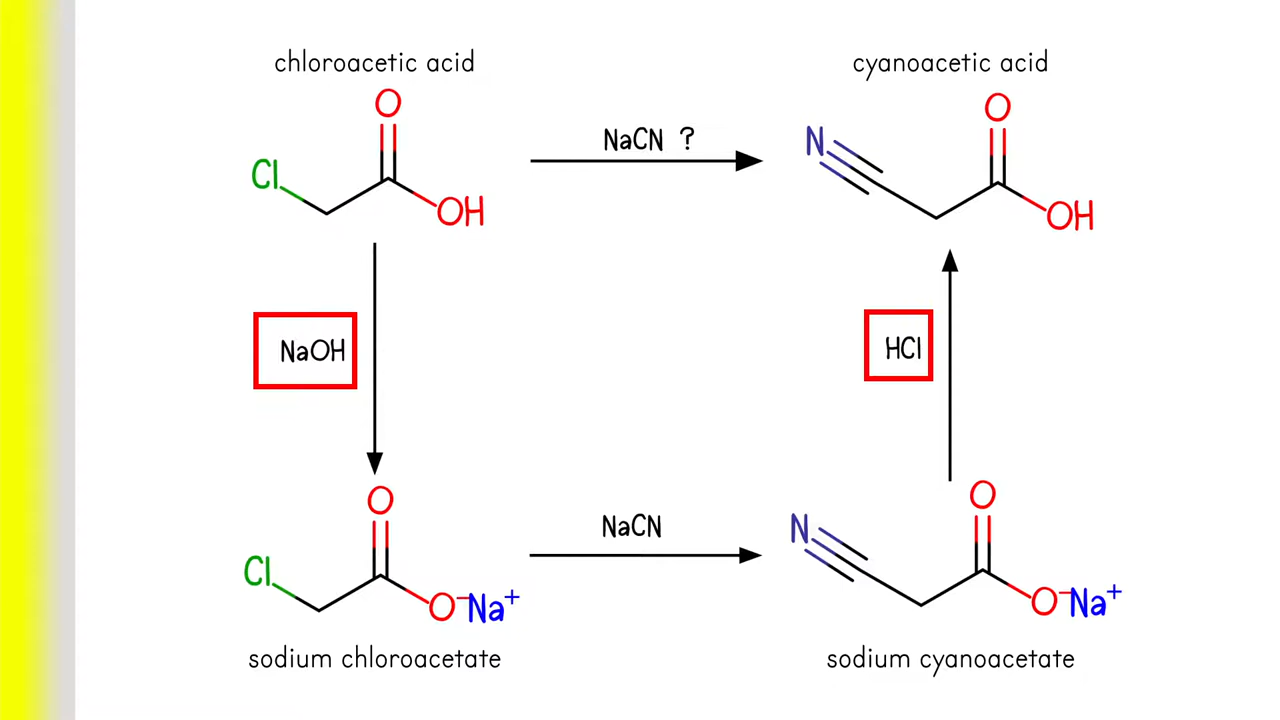 chloroacetic acid
cyanoacetic acid
O
O
NaCN ?
N
Cl
OH
OH
NaOH
HCl
O
O
NaCN
N
Cl
O⁻Na⁺
O⁻Na⁺
sodium chloroacetate
sodium cyanoacetate